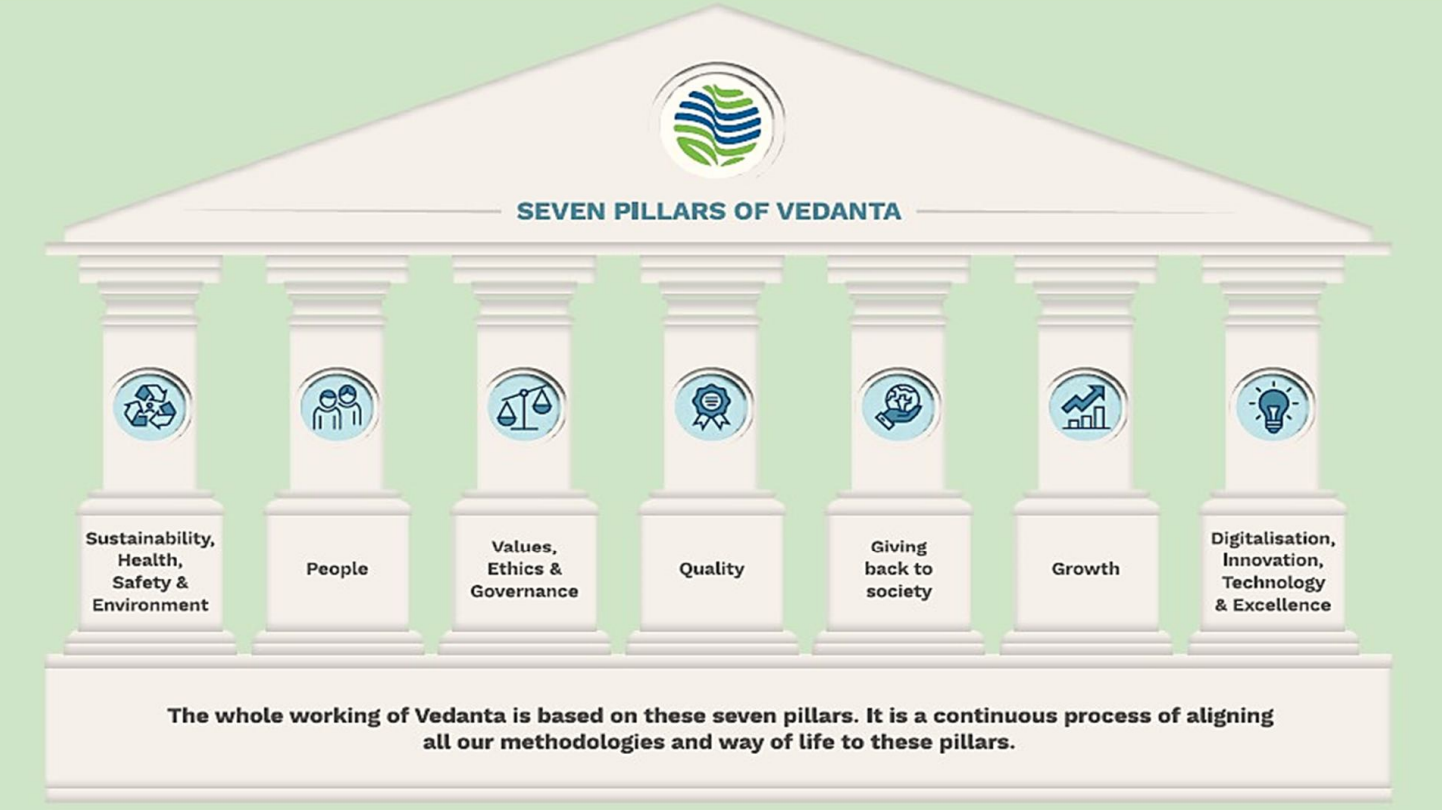 SEVEN PILLARS OF VEDANTA
Sustainability,
Health,
Safety &
Environment
People
Values,
Ethics &
Governance
Quality
Giving
back to
society
Growth
Digitalisation,
Innovation,
Technology
& Excellence
The whole working of Vedanta is based on these seven pillars. It is a continuous process of aligning
all our methodologies and way of life to these pillars.